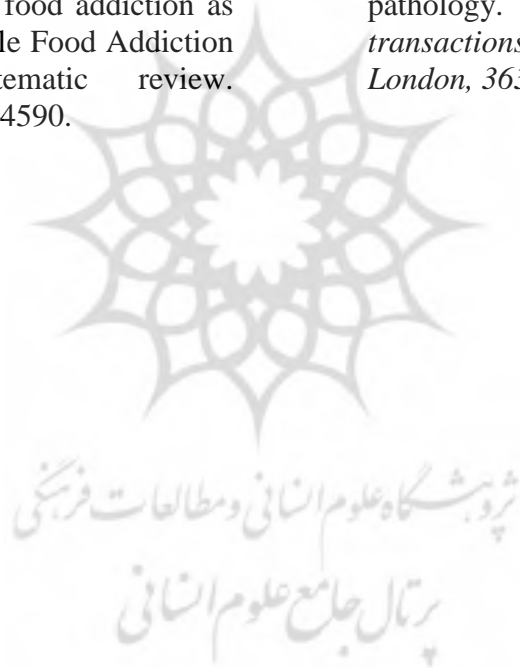 food addiction as
le Food Addiction
tematic review.
4590.
pathology.
transactions
London, 363
پژوهشگاه علوم انسانی و مطالعات فرهنگی
پرتال جامع علوم انسانی